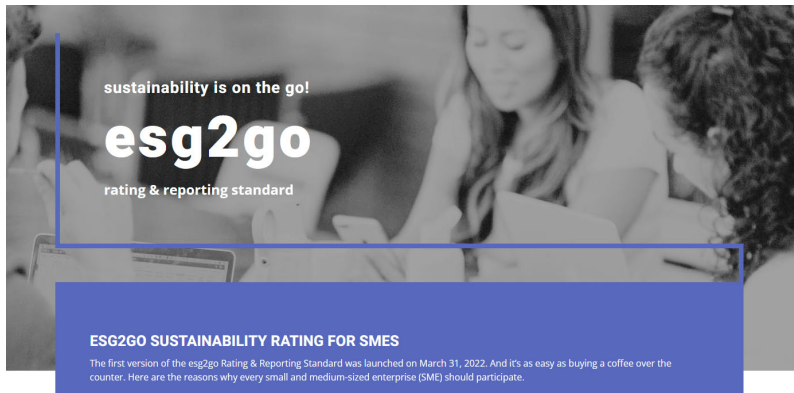 sustainability is on the go!
esg2go
rating & reporting standard
ESG2GO SUSTAINABILITY RATING FOR SMES
The first version of the esg2go Rating & Reporting Standard was launched on March 31, 2022. And it's as easy as buying a coffee over the
counter. Here are the reasons why every small and medium-sized enterprise (SME) should participate.